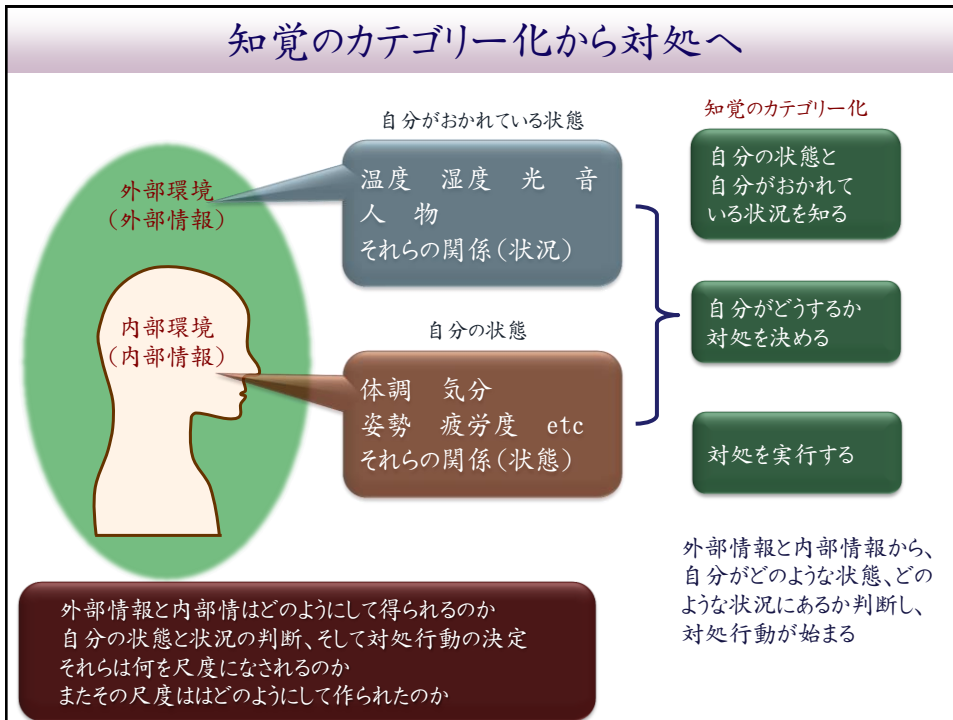 知覚のカテゴリー化から対処へ
自分がおかれている状態
温度　湿度　光　音
人　物
それらの関係（状況）
外部環境
（外部情報）
内部環境
（内部情報）
自分の状態
体調　気分
姿勢　疲労度　etc
それらの関係（状態）
知覚のカテゴリー化
自分の状態と
自分がおかれて
いる状況を知る
自分がどうするか
対処を決める
対処を実行する
外部情報と内部情報から、
自分がどのような状態、どの
ような状況にあるか判断し、
対処行動が始まる
外部情報と内部情はどのようにして得られるのか
自分の状態と状況の判断、そして対処行動の決定
それらは何を尺度になされるのか
またその尺度ははどのようにして作られたのか